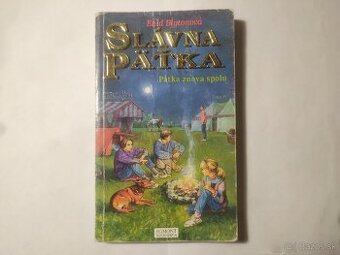 Enid Blytonová
SLÁVNA
PÄŤKA
Päťka znova spolu
EGMONT